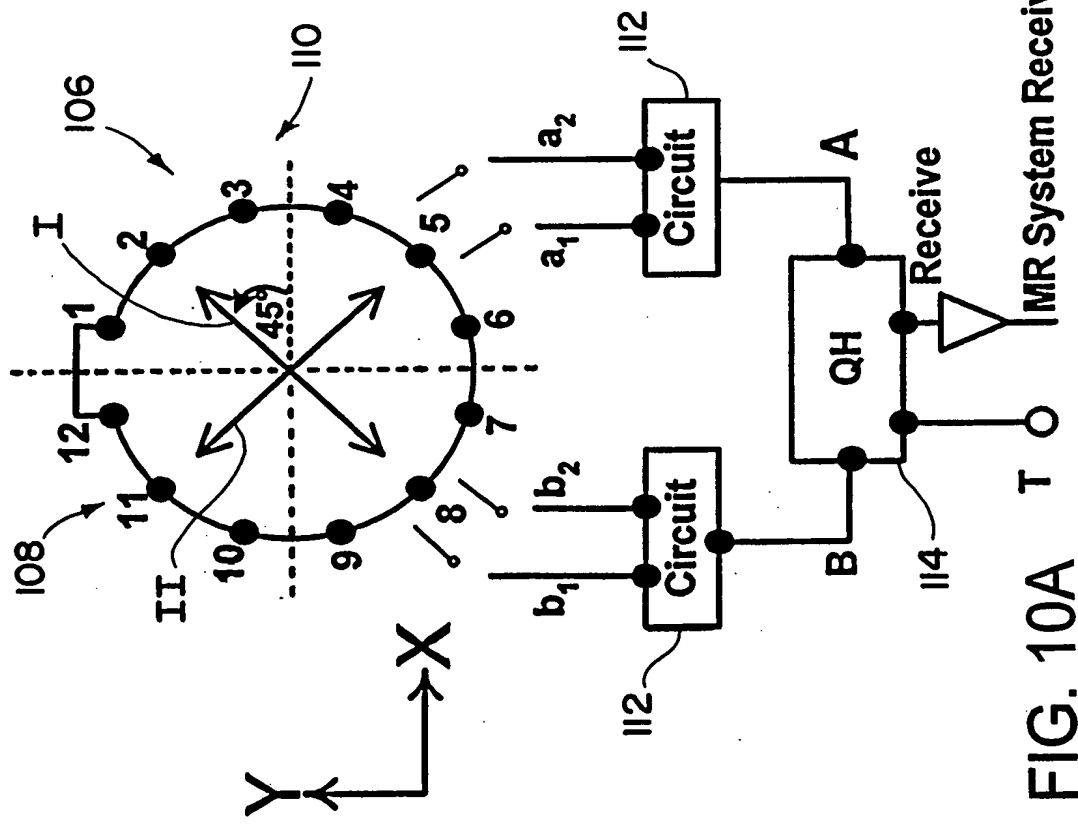 106
108
110
I
II
45°
1
2
3
4
5
6
7
8
9
10
11
12
Y
X
a₁
a₂
b₁
b₂
Circuit
Circuit
112
112
A
B
QH
114
Receive
T
MR System Receiv
FIG. 10A